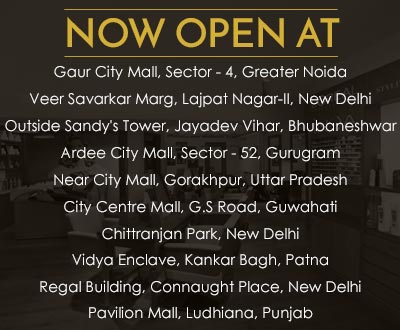 NOW OPEN AT
Gaur City Mall, Sector - 4, Greater Noida
Veer Savarkar Marg, Lajpat Nagar-II, New Delhi
Outside Sandy's Tower, Jayadev Vihar, Bhubaneshwar
Ardee City Mall, Sector - 52, Gurugram
Near City Mall, Gorakhpur, Uttar Pradesh
City Centre Mall, G.S Road, Guwahati
Chittranjan Park, New Delhi
Vidya Enclave, Kankar Bagh, Patna
Regal Building, Connaught Place, New Delhi
Pavilion Mall, Ludhiana, Punjab